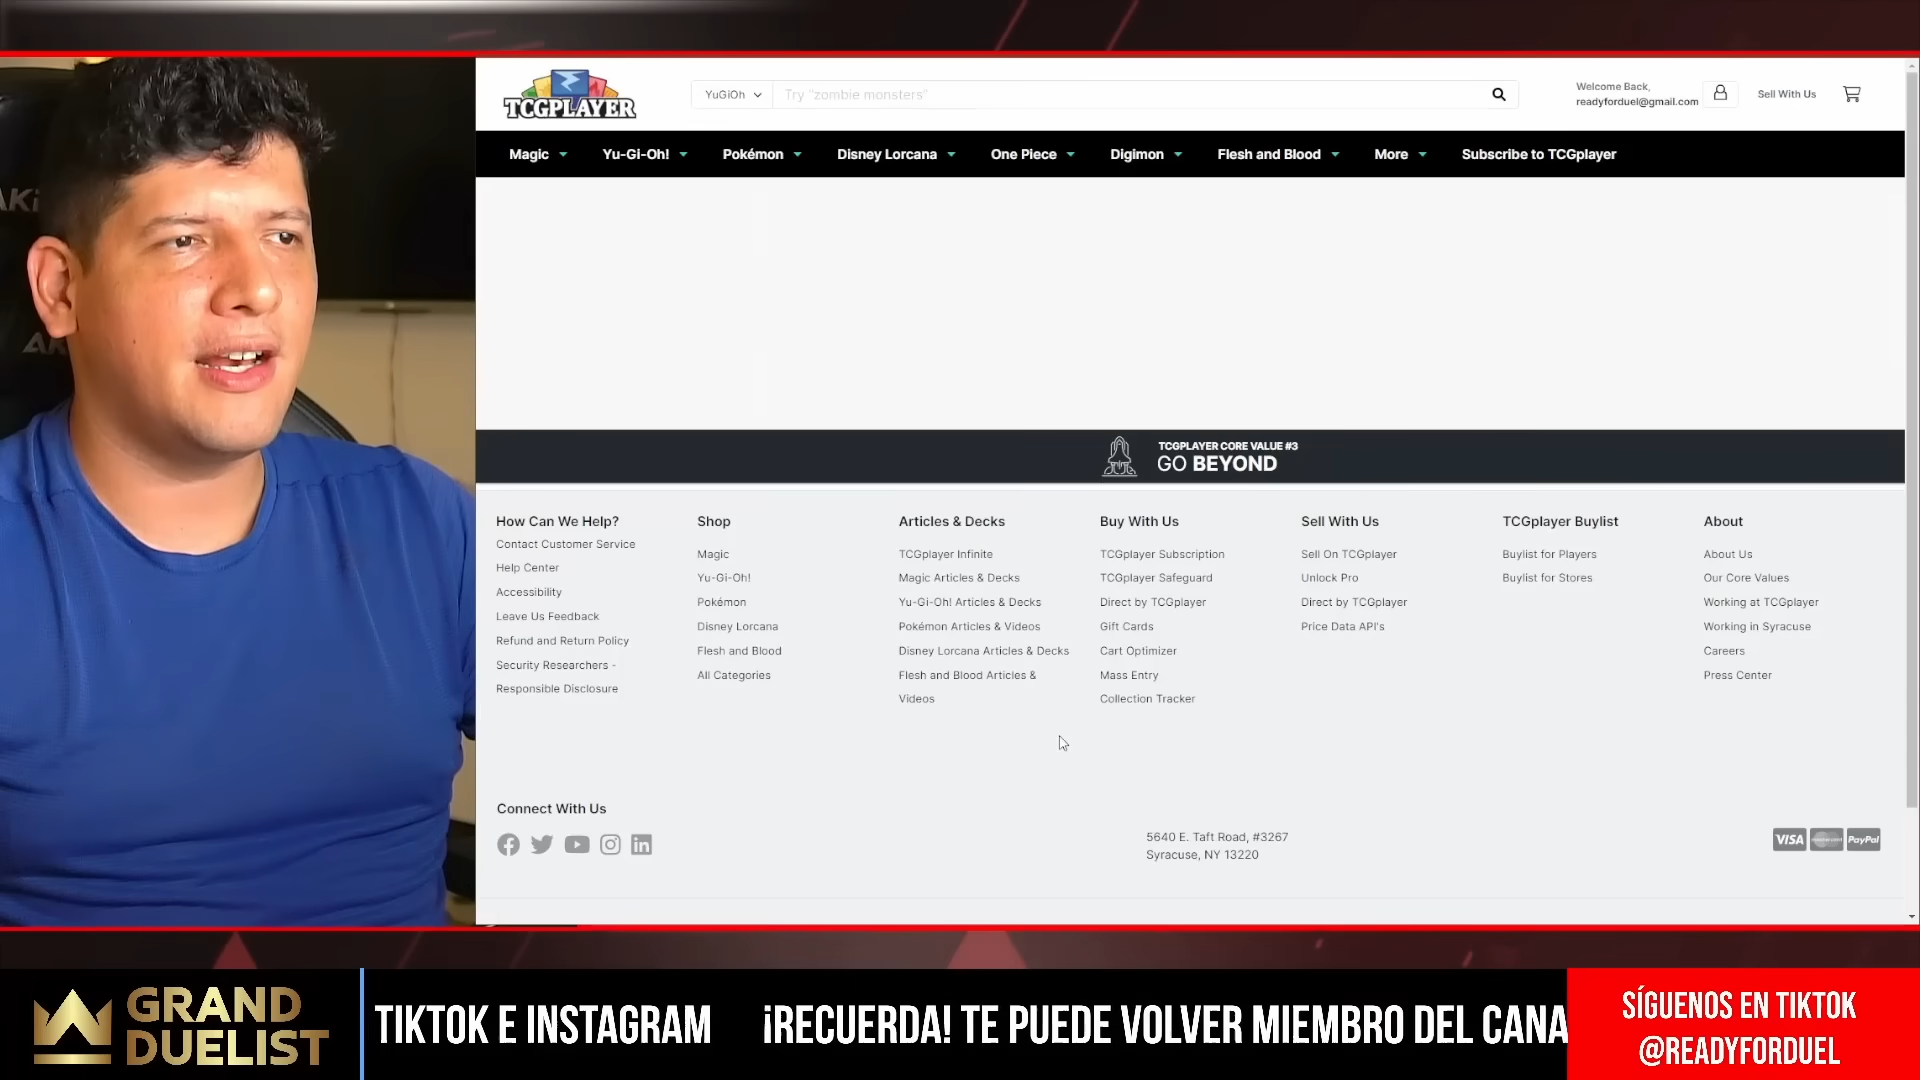 TCGPLAYER
YuGiOh
Try "zombie monsters"
Welcome Back,
readyforduel@gmail.com
Sell With Us
Magic
Yu-Gi-Oh!
Pokémon
Disney Lorcana
One Piece
Digimon
Flesh and Blood
More
Subscribe to TCGplayer
TCGPLAYER CORE VALUE #3
GO BEYOND
How Can We Help?
Contact Customer Service
Help Center
Accessibility
Leave Us Feedback
Refund and Return Policy
Security Researchers -
Responsible Disclosure
Shop
Magic
Yu-Gi-Oh!
Pokémon
Disney Lorcana
Flesh and Blood
All Categories
Articles & Decks
TCGplayer Infinite
Magic Articles & Decks
Yu-Gi-Oh! Articles & Decks
Pokémon Articles & Videos
Disney Lorcana Articles & Decks
Flesh and Blood Articles &
Videos
Buy With Us
TCGplayer Subscription
TCGplayer Safeguard
Direct by TCGplayer
Gift Cards
Cart Optimizer
Mass Entry
Collection Tracker
Sell With Us
Sell On TCGplayer
Unlock Pro
Direct by TCGplayer
Price Data API's
TCGplayer Buylist
Buylist for Players
Buylist for Stores
About
About Us
Our Core Values
Working at TCGplayer
Working in Syracuse
Careers
Press Center
Connect With Us
5640 E. Taft Road, #3267
Syracuse, NY 13220
VISA
PayPal
GRAND
DUELIST
TIKTOK E INSTAGRAM
¡RECUERDA! TE PUEDE VOLVER MIEMBRO DEL CANA
SÍGUENOS EN TIKTOK
@READYFORDUEL